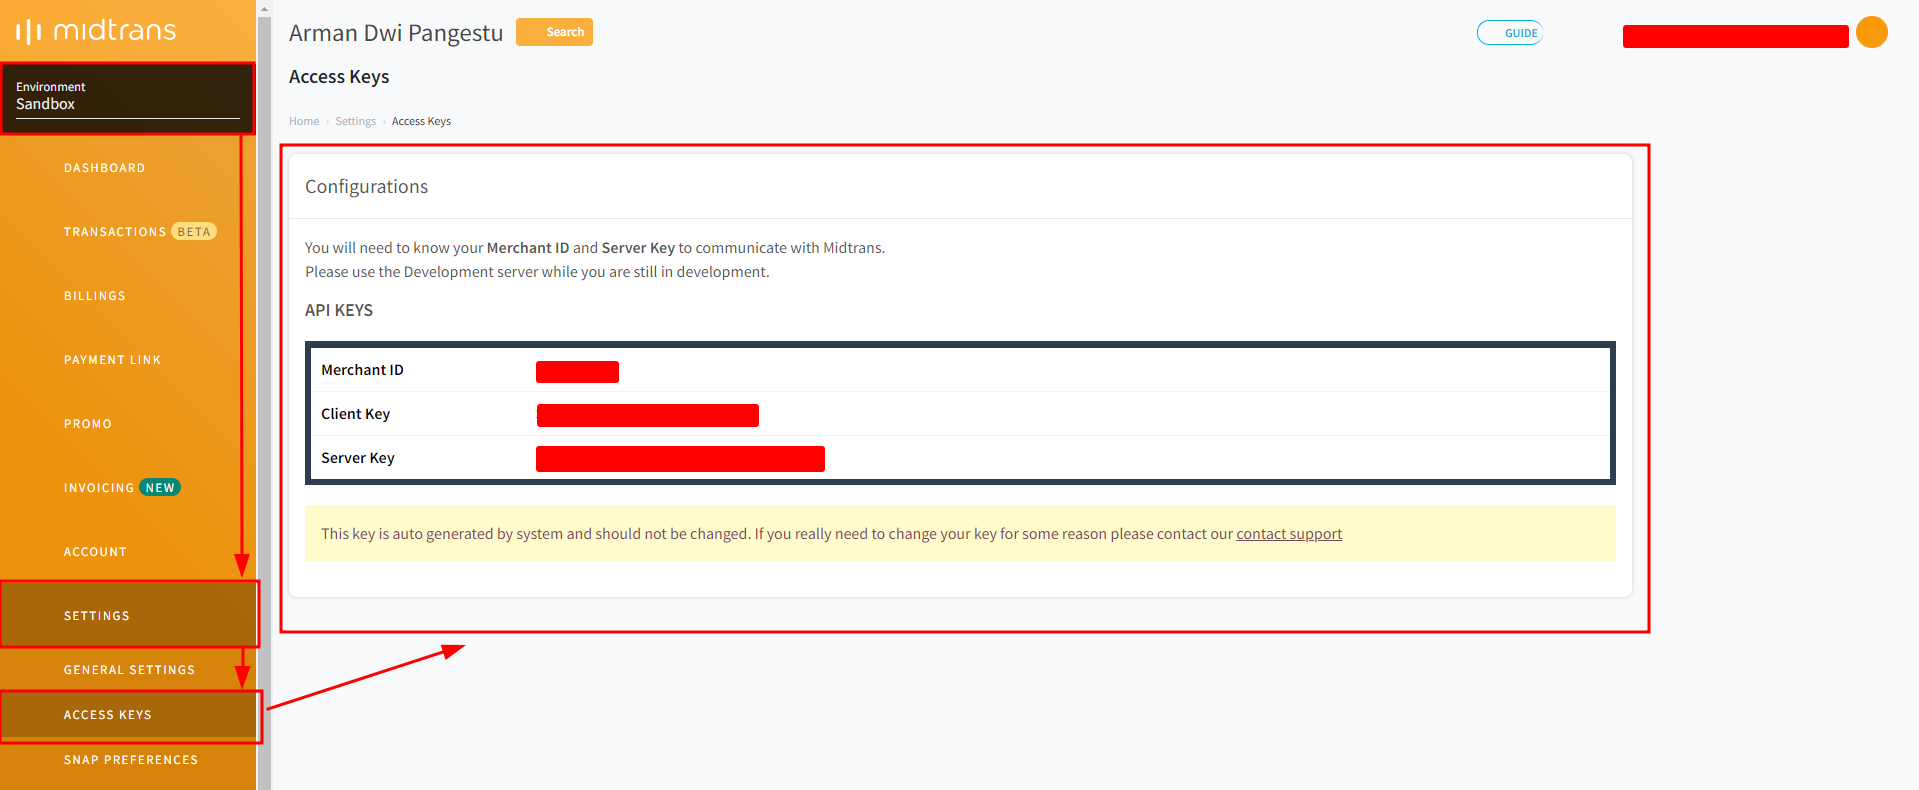 midtrans
Environment
Sandbox
DASHBOARD
TRANSACTIONS BETA
BILLINGS
PAYMENT LINK
PROMO
INVOICING NEW
ACCOUNT
SETTINGS
GENERAL SETTINGS
ACCESS KEYS
SNAP PREFERENCES
Arman Dwi Pangestu
Search
GUIDE
Access Keys
Home › Settings › Access Keys
Configurations
You will need to know your Merchant ID and Server Key to communicate with Midtrans.
Please use the Development server while you are still in development.
API KEYS
Merchant ID
Client Key
Server Key
This key is auto generated by system and should not be changed. If you really need to change your key for some reason please contact our contact support